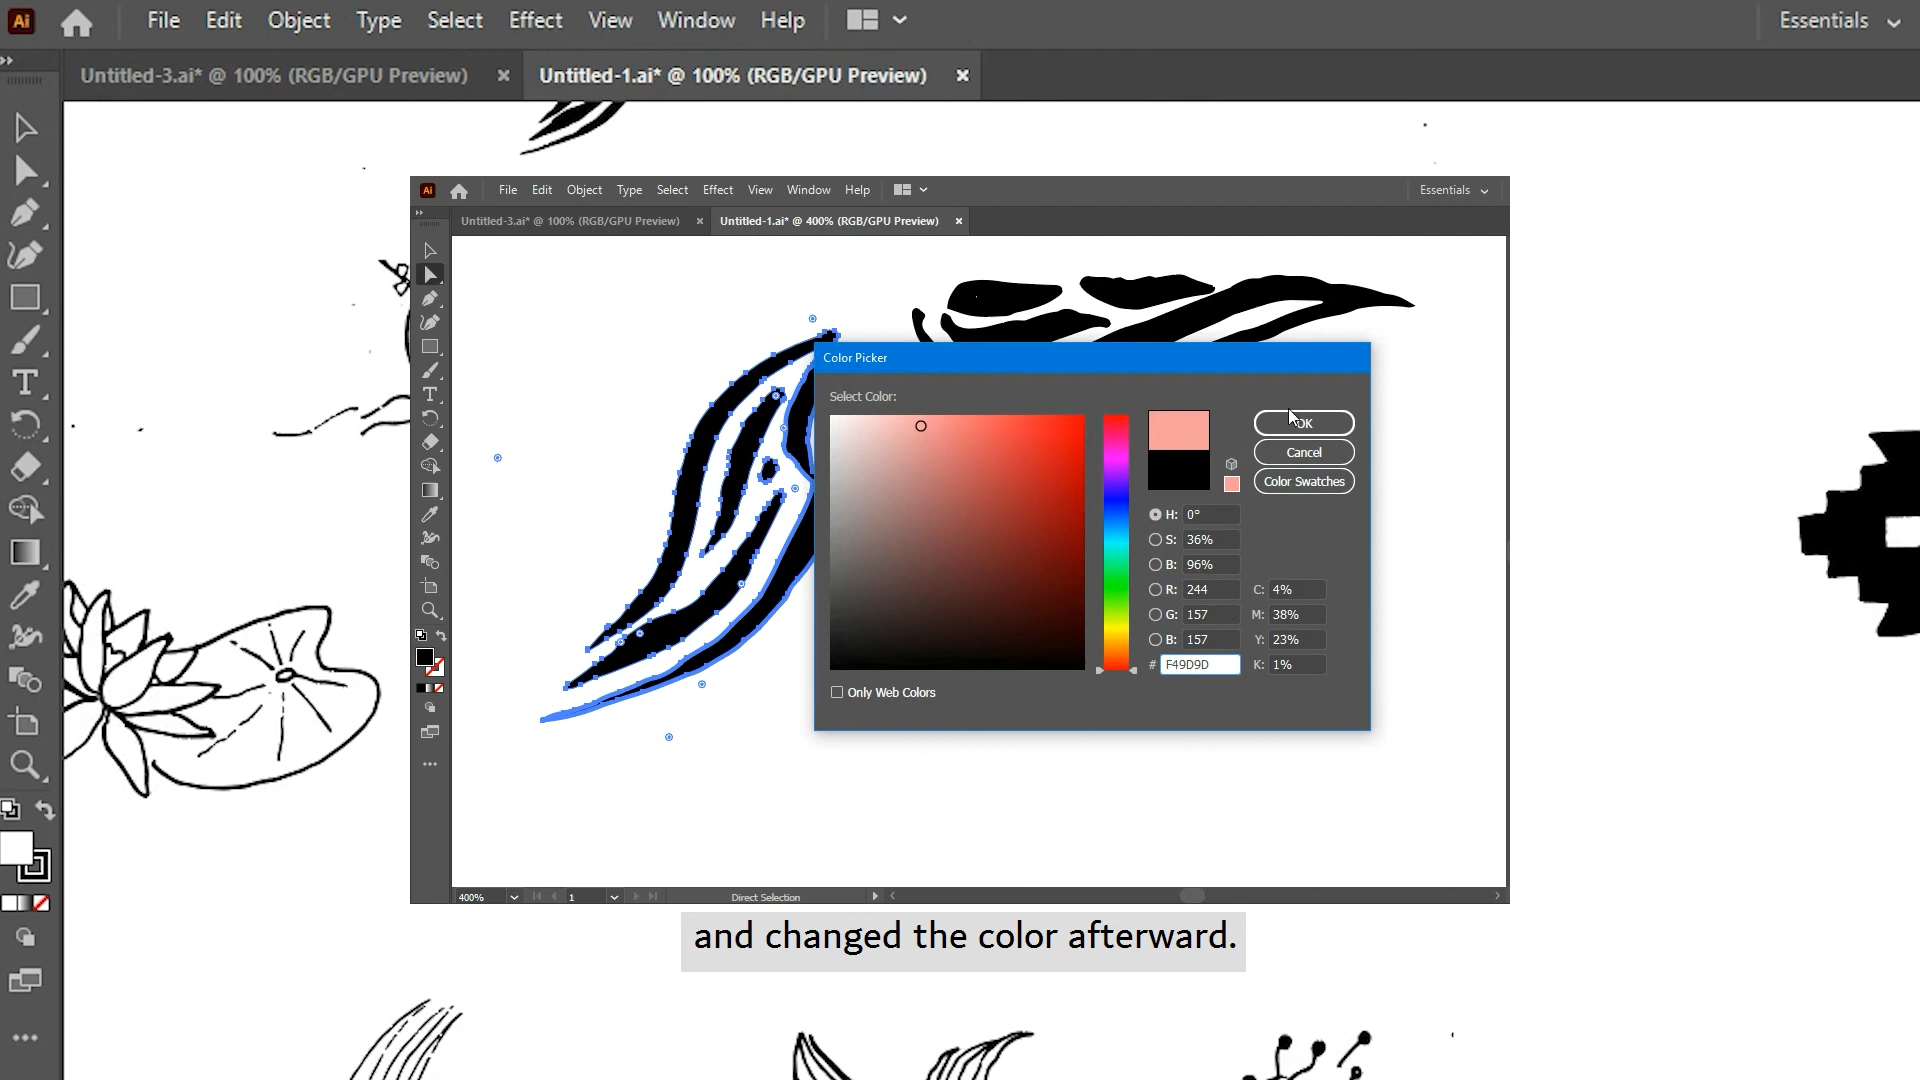 Ai File Edit Object Type Select Effect View Window Help Essentials
Untitled-3.ai* @ 100% (RGB/GPU Preview) × Untitled-1.ai* @ 100% (RGB/GPU Preview) ×
Ai File Edit Object Type Select Effect View Window Help Essentials
Untitled-3.ai* @ 100% (RGB/GPU Preview) × Untitled-1.ai* @ 400% (RGB/GPU Preview) ×
Color Picker
Select Color:
OK
Cancel
Color Swatches
H: 0°
S: 36%
B: 96%
R: 244 C: 4%
G: 157 M: 38%
B: 157 Y: 23%
# F49D9D K: 1%
Only Web Colors
400% 1 Direct Selection
and changed the color afterward.